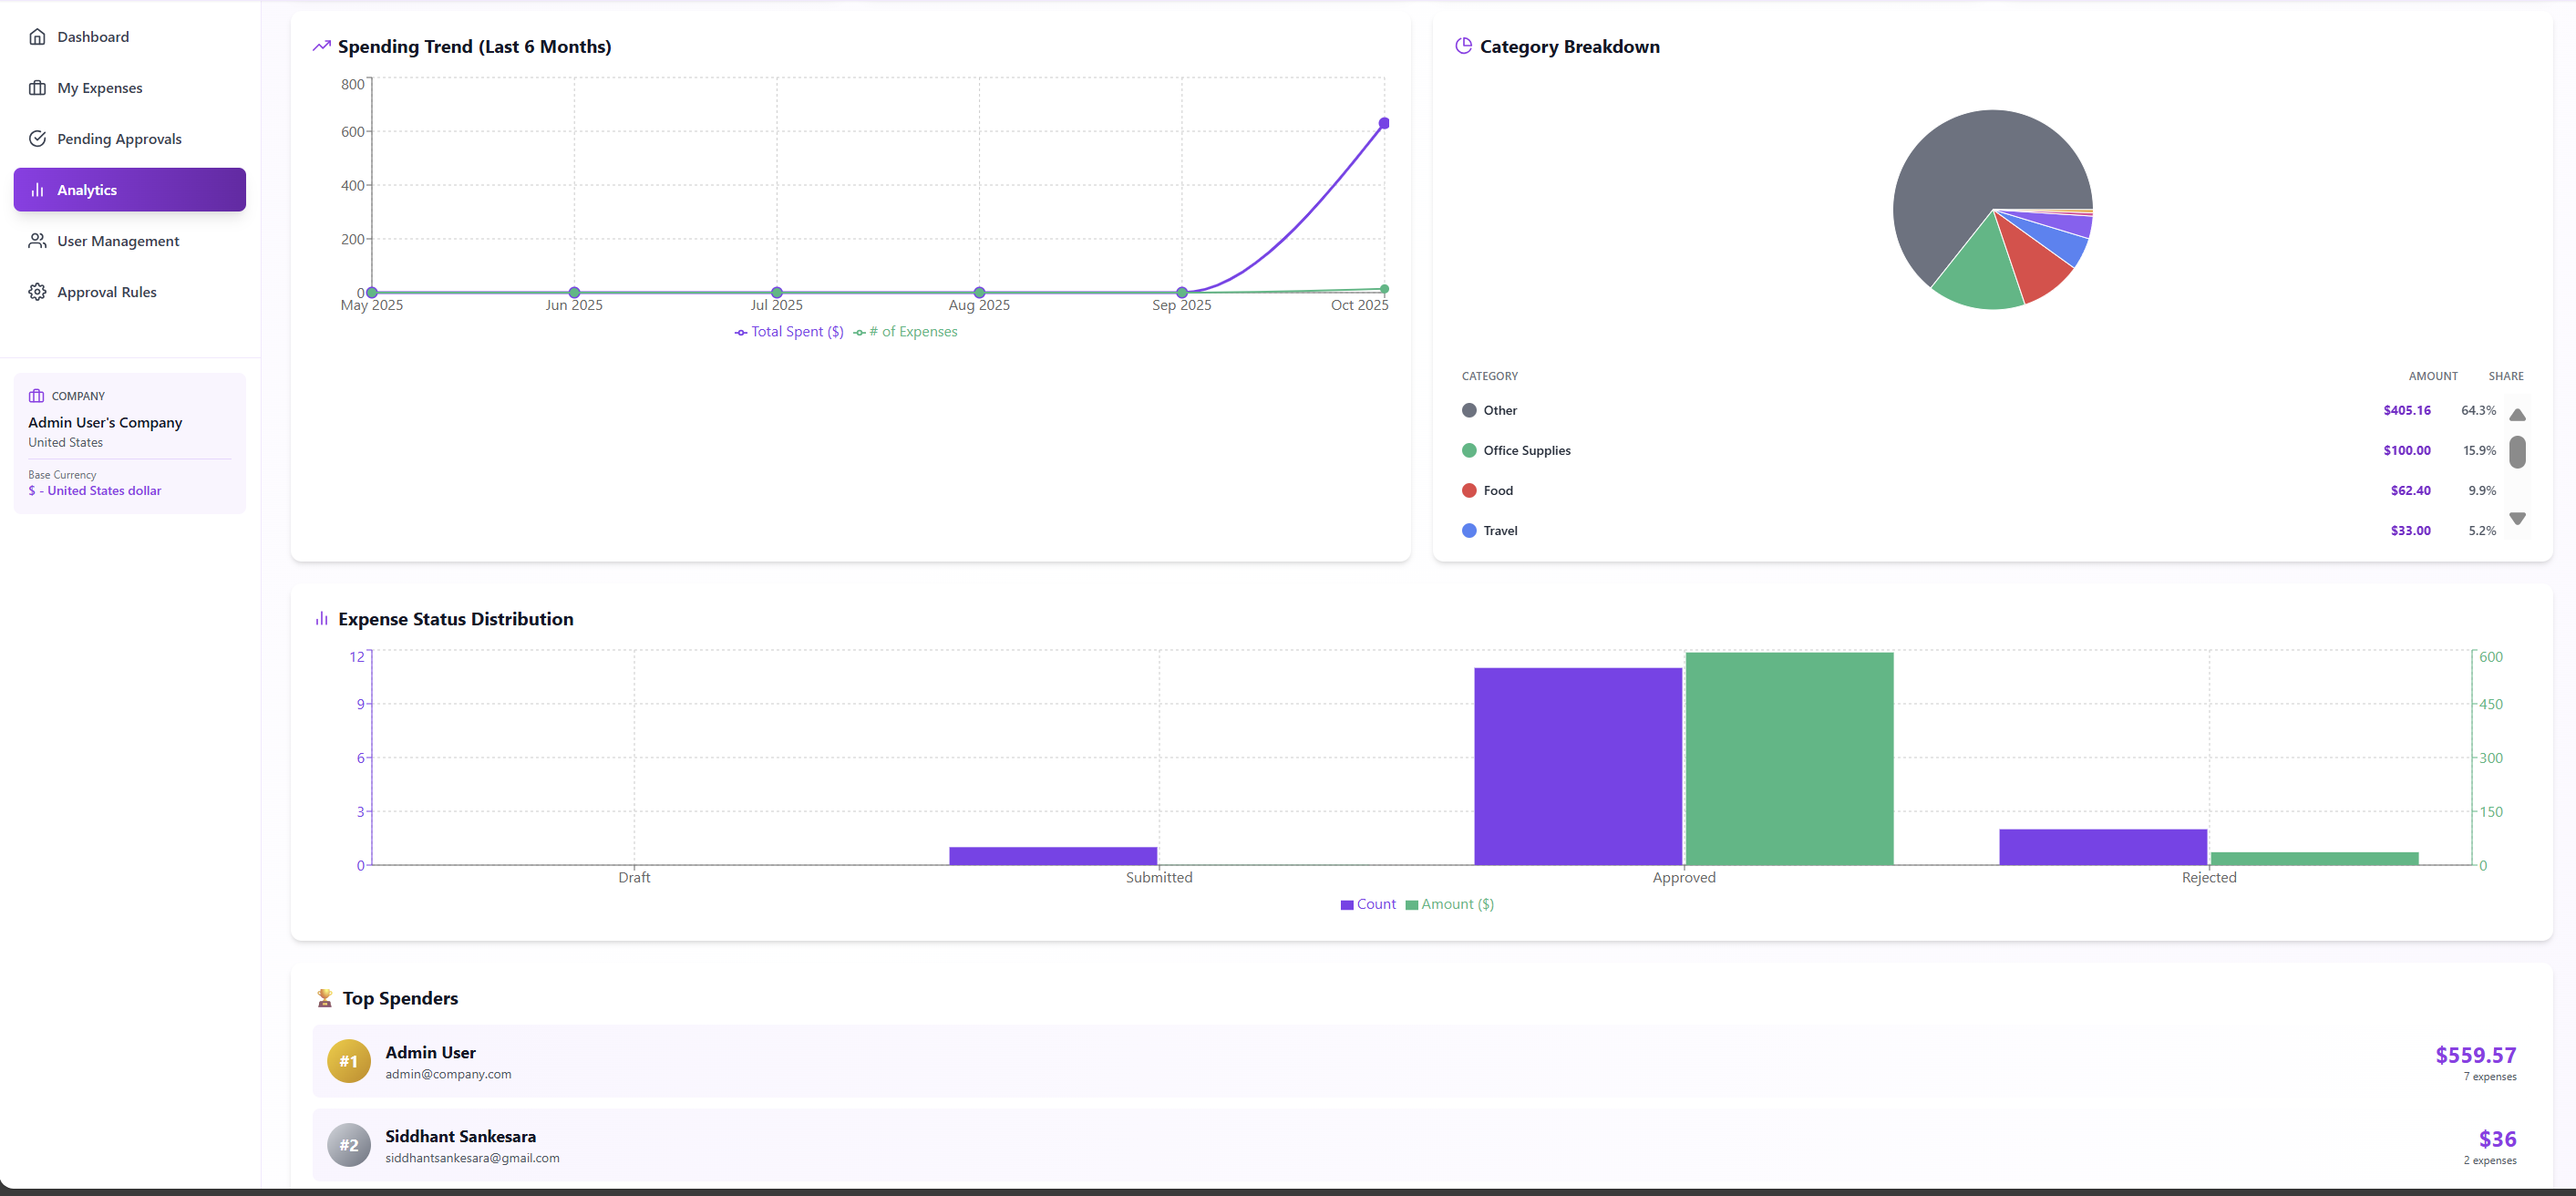 Dashboard
My Expenses
Pending Approvals
Analytics
User Management
Approval Rules
COMPANY
Admin User's Company
United States
Base Currency
$ - United States dollar
Spending Trend (Last 6 Months)
800
600
400
200
0
May 2025 Jun 2025 Jul 2025 Aug 2025 Sep 2025 Oct 2025
Total Spent ($) # of Expenses
Category Breakdown
CATEGORY AMOUNT SHARE
Other $405.16 64.3%
Office Supplies $100.00 15.9%
Food $62.40 9.9%
Travel $33.00 5.2%
Expense Status Distribution
12 600
9 450
6 300
3 150
0 0
Draft Submitted Approved Rejected
Count Amount ($)
Top Spenders
#1 Admin User $559.57
admin@company.com 7 expenses
#2 Siddhant Sankesara $36
siddhantsankesara@gmail.com 2 expenses